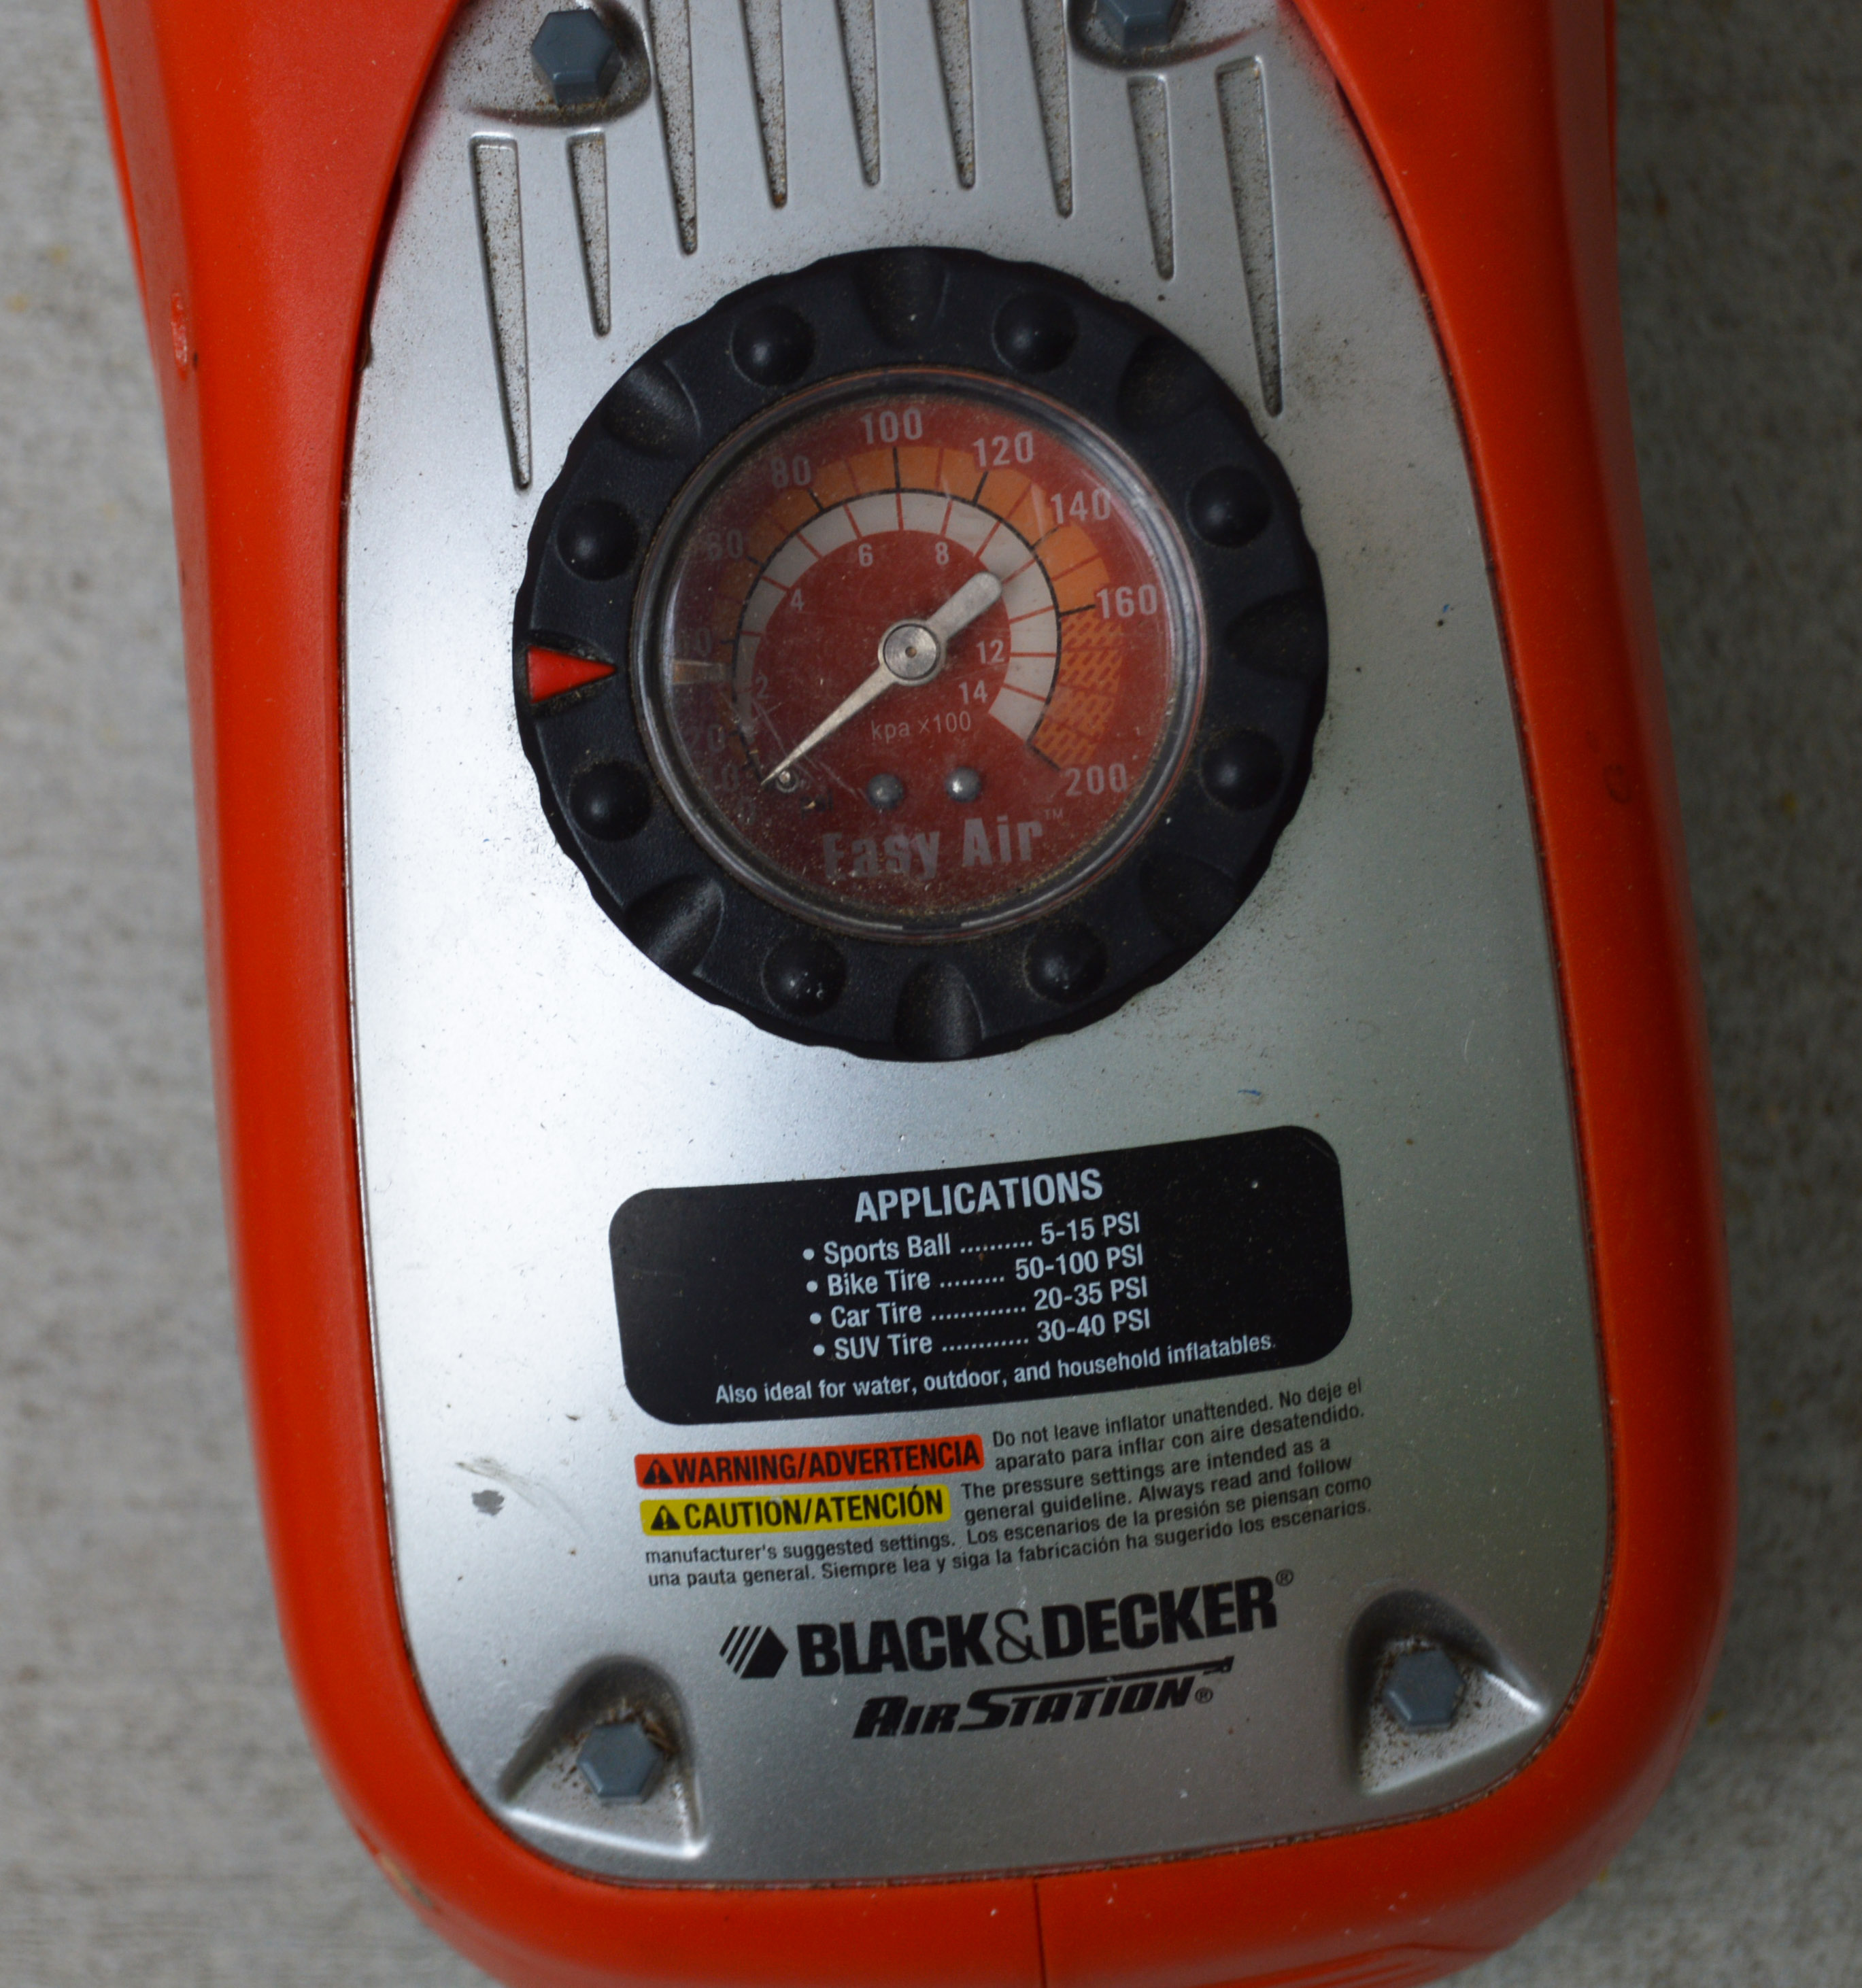 100
80
120
140
60
6
8
4
160
12
2
14
kpa x100
20
10
200
Easy Air™
APPLICATIONS
• Sports Ball .......... 5-15 PSI
• Bike Tire ......... 50-100 PSI
• Car Tire ............. 20-35 PSI
• SUV Tire ............ 30-40 PSI
Also ideal for water, outdoor, and household inflatables.
WARNING/ADVERTENCIA Do not leave inflator unattended. No deje el
aparato para inflar con aire desatendido.
CAUTION/ATENCIÓN The pressure settings are intended as a
general guideline. Always read and follow
manufacturer's suggested settings. Los escenarios de la presión se piensan como
una pauta general. Siempre lea y siga la fabricación ha sugerido los escenarios.
BLACK&DECKER®
AIRSTATION®